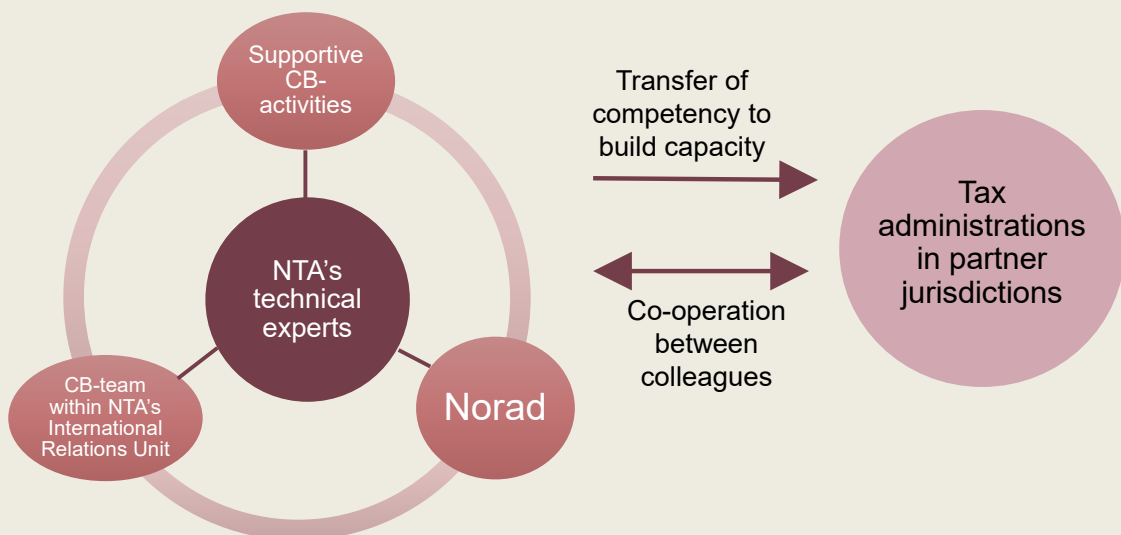 Supportive
CB-
activities
NTA's
technical
experts
CB-team
within NTA's
International
Relations Unit
Norad
Transfer of
competency to
build capacity
Co-operation
between
colleagues
Tax
administrations
in partner
jurisdictions